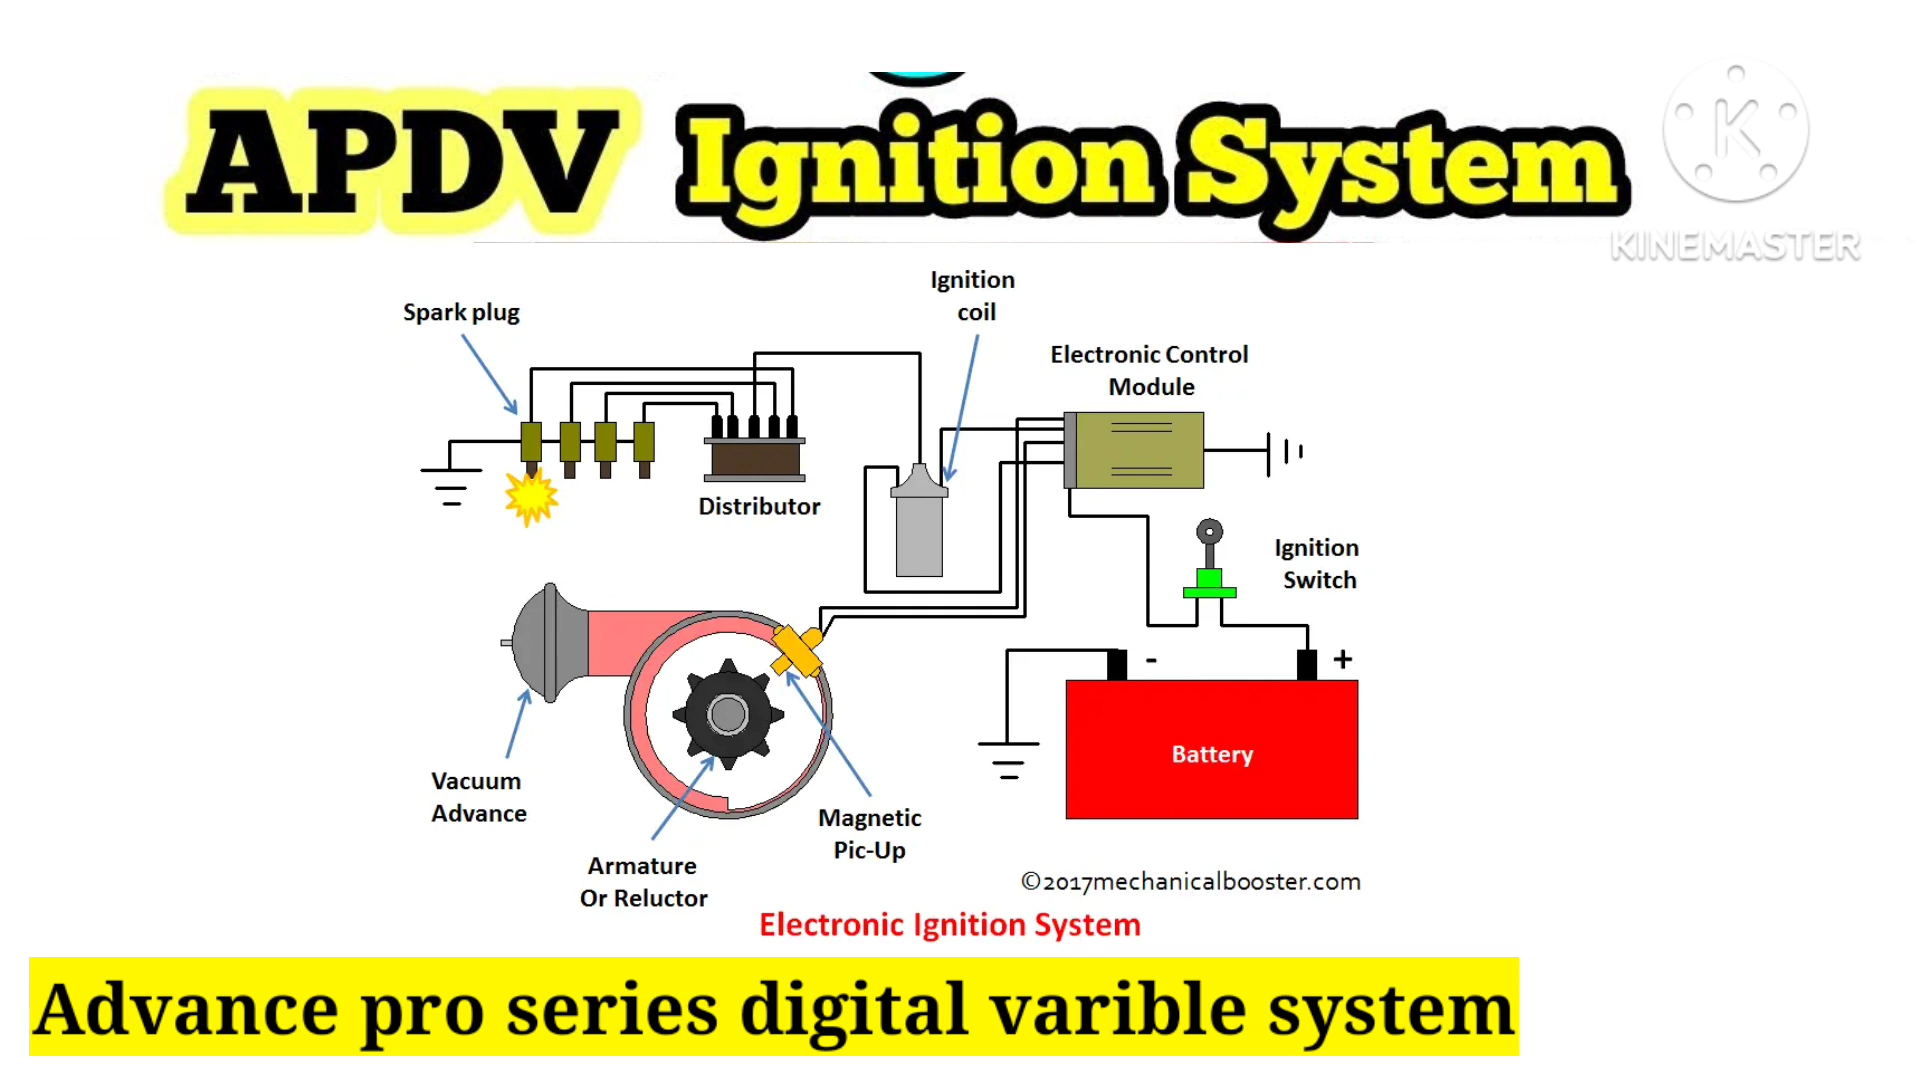 APDV Ignition System
K
KINEMASTER
Ignition
coil
Spark plug
Electronic Control
Module
Distributor
Ignition
Switch
-
+
Battery
Vacuum
Advance
Magnetic
Pic-Up
Armature
Or Reluctor
©2017mechanicalbooster.com
Electronic Ignition System
Advance pro series digital varible system